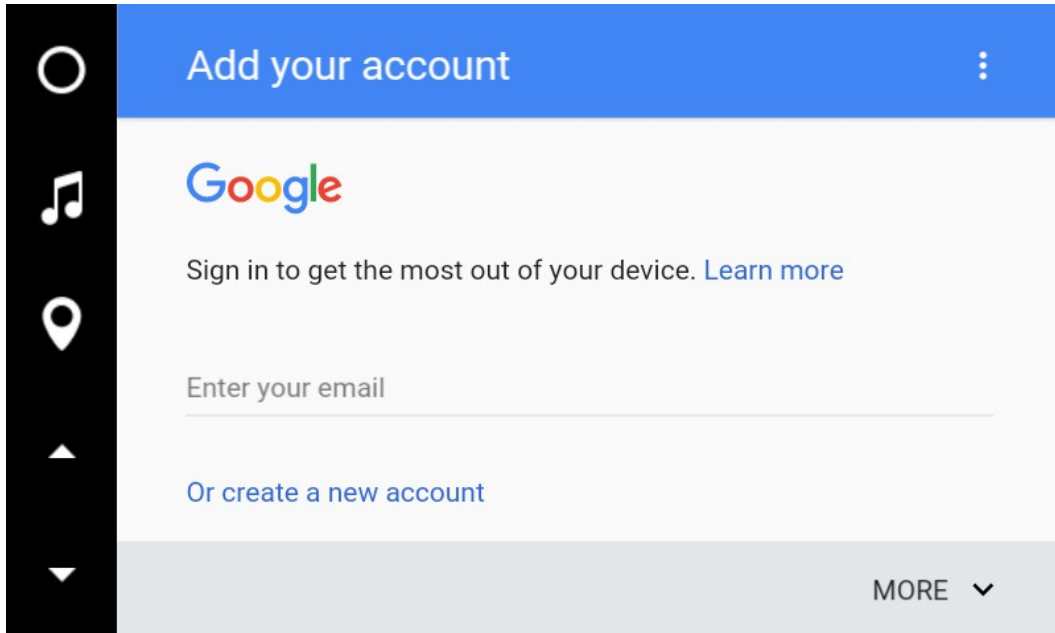 Add your account
Google
Sign in to get the most out of your device. Learn more
Enter your email
Or create a new account
MORE